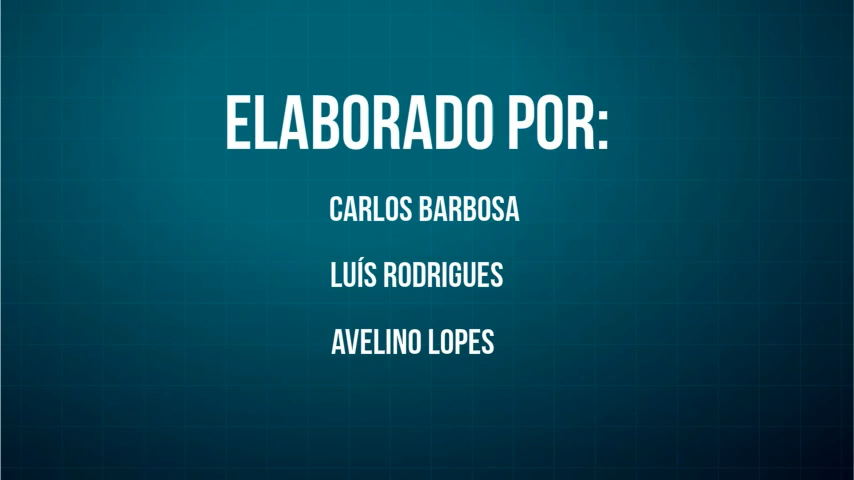 ELABORADO POR:
CARLOS BARBOSA
LUÍS RODRIGUES
AVELINO LOPES